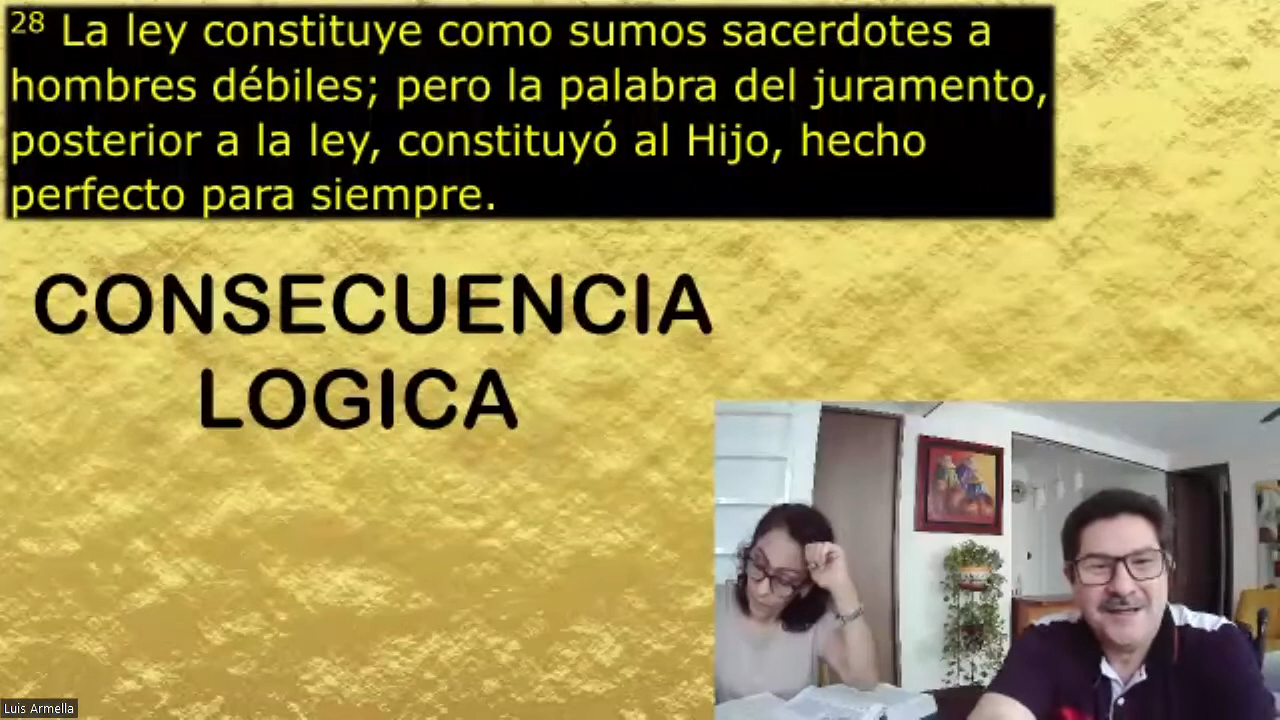 28 La ley constituye como sumos sacerdotes a
hombres débiles; pero la palabra del juramento,
posterior a la ley, constituyó al Hijo, hecho
perfecto para siempre.
CONSECUENCIA
LOGICA
Luis Armella